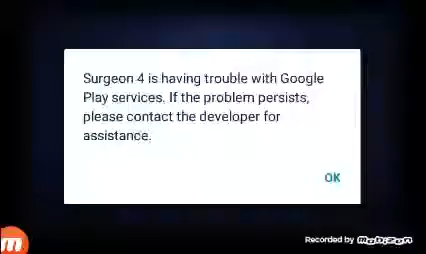 Surgeon 4 is having trouble with Google
Play services. If the problem persists,
please contact the developer for
assistance.
OK
Recorded by mobizen
m